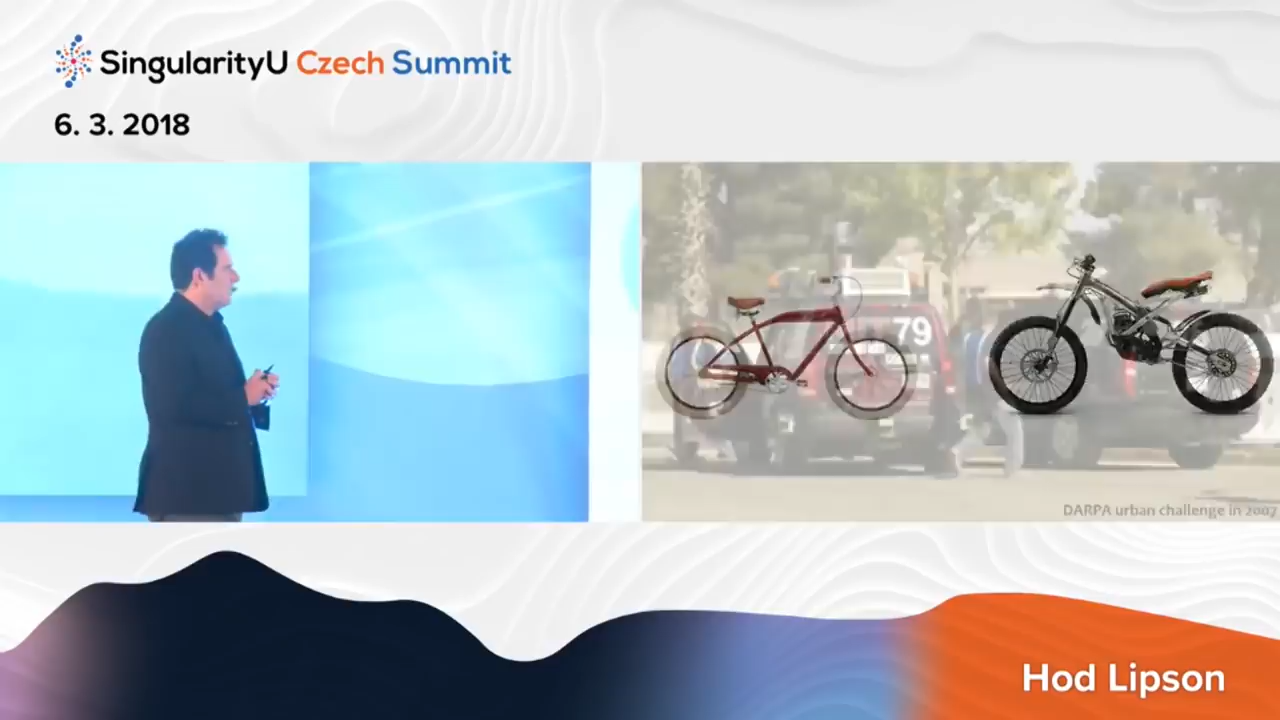 SingularityU Czech Summit
6. 3. 2018
79
DARPA urban challenge in 2007
Hod Lipson